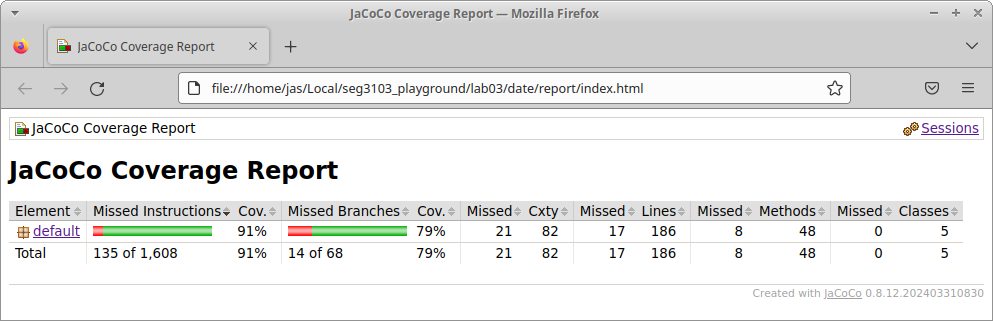 JaCoCo Coverage Report — Mozilla Firefox
JaCoCo Coverage Report
file:///home/jas/Local/seg3103_playground/lab03/date/report/index.html
JaCoCo Coverage Report Sessions
JaCoCo Coverage Report
Element Missed Instructions Cov. Missed Branches Cov. Missed Cxty Missed Lines Missed Methods Missed Classes
default 91% 79% 21 82 17 186 8 48 0 5
Total 135 of 1,608 91% 14 of 68 79% 21 82 17 186 8 48 0 5
Created with JaCoCo 0.8.12.202403310830